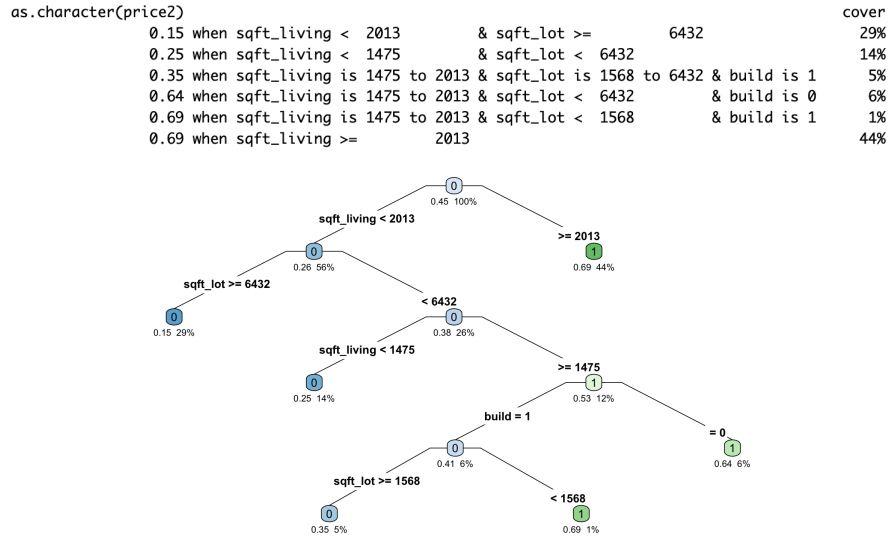 as.character(price2) cover
0.15 when sqft_living < 2013 & sqft_lot >= 6432 29%
0.25 when sqft_living < 1475 & sqft_lot < 6432 14%
0.35 when sqft_living is 1475 to 2013 & sqft_lot is 1568 to 6432 & build is 1 5%
0.64 when sqft_living is 1475 to 2013 & sqft_lot < 6432 & build is 0 6%
0.69 when sqft_living is 1475 to 2013 & sqft_lot < 1568 & build is 1 1%
0.69 when sqft_living >= 2013 44%
0
0.45 100%
sqft_living < 2013
>= 2013
0
0.26 56%
1
0.69 44%
sqft_lot >= 6432
< 6432
0
0.15 29%
0
0.38 26%
sqft_living < 1475
>= 1475
0
0.25 14%
1
0.53 12%
build = 1
= 0
0
0.41 6%
1
0.64 6%
sqft_lot >= 1568
< 1568
0
0.35 5%
1
0.69 1%